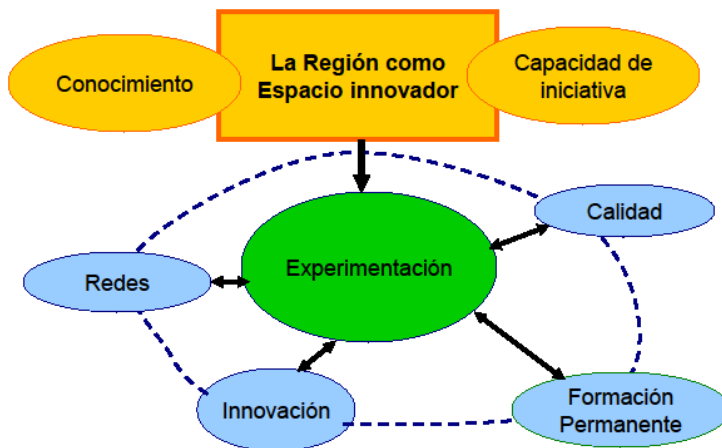 La Región como
Espacio innovador
Conocimiento
Capacidad de
iniciativa
Calidad
Experimentación
Redes
Innovación
Formación
Permanente